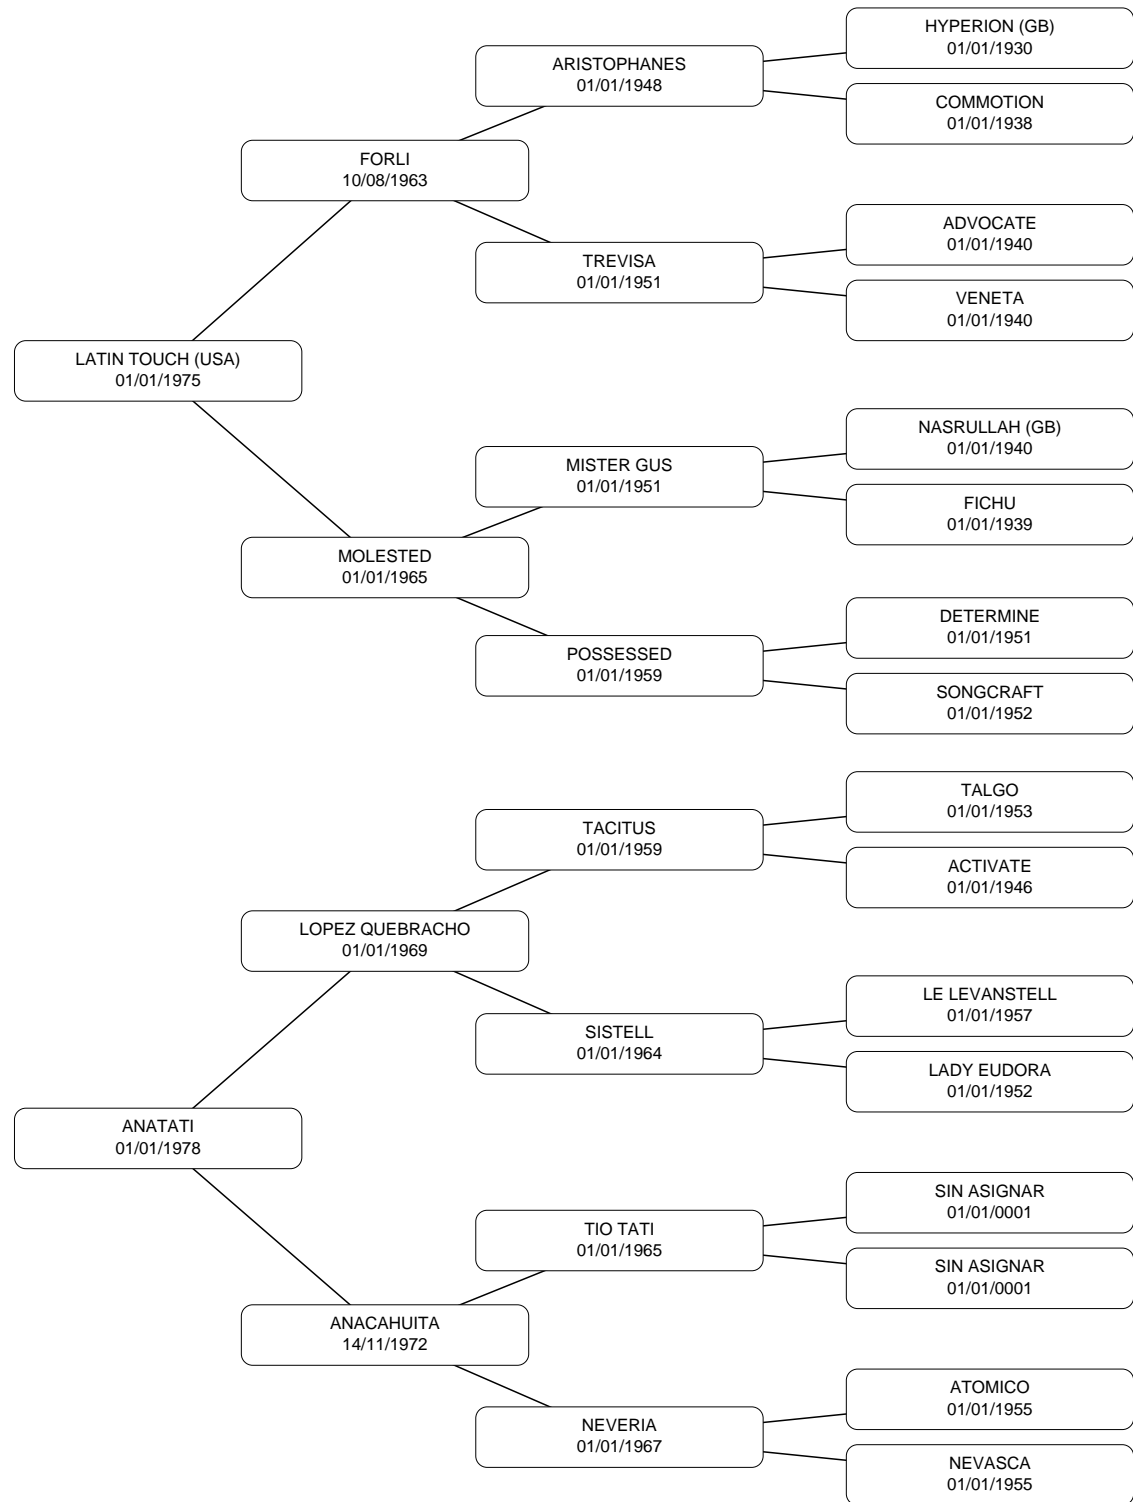 HYPERION (GB)
01/01/1930
ARISTOPHANES
01/01/1948
COMMOTION
01/01/1938
FORLI
10/08/1963
ADVOCATE
01/01/1940
TREVISA
01/01/1951
VENETA
01/01/1940
LATIN TOUCH (USA)
01/01/1975
NASRULLAH (GB)
01/01/1940
MISTER GUS
01/01/1951
FICHU
01/01/1939
MOLESTED
01/01/1965
DETERMINE
01/01/1951
POSSESSED
01/01/1959
SONGCRAFT
01/01/1952
TALGO
01/01/1953
TACITUS
01/01/1959
ACTIVATE
01/01/1946
LOPEZ QUEBRACHO
01/01/1969
LE LEVANSTELL
01/01/1957
SISTELL
01/01/1964
LADY EUDORA
01/01/1952
ANATATI
01/01/1978
SIN ASIGNAR
01/01/0001
TIO TATI
01/01/1965
SIN ASIGNAR
01/01/0001
ANACAHUITA
14/11/1972
ATOMICO
01/01/1955
NEVERIA
01/01/1967
NEVASCA
01/01/1955